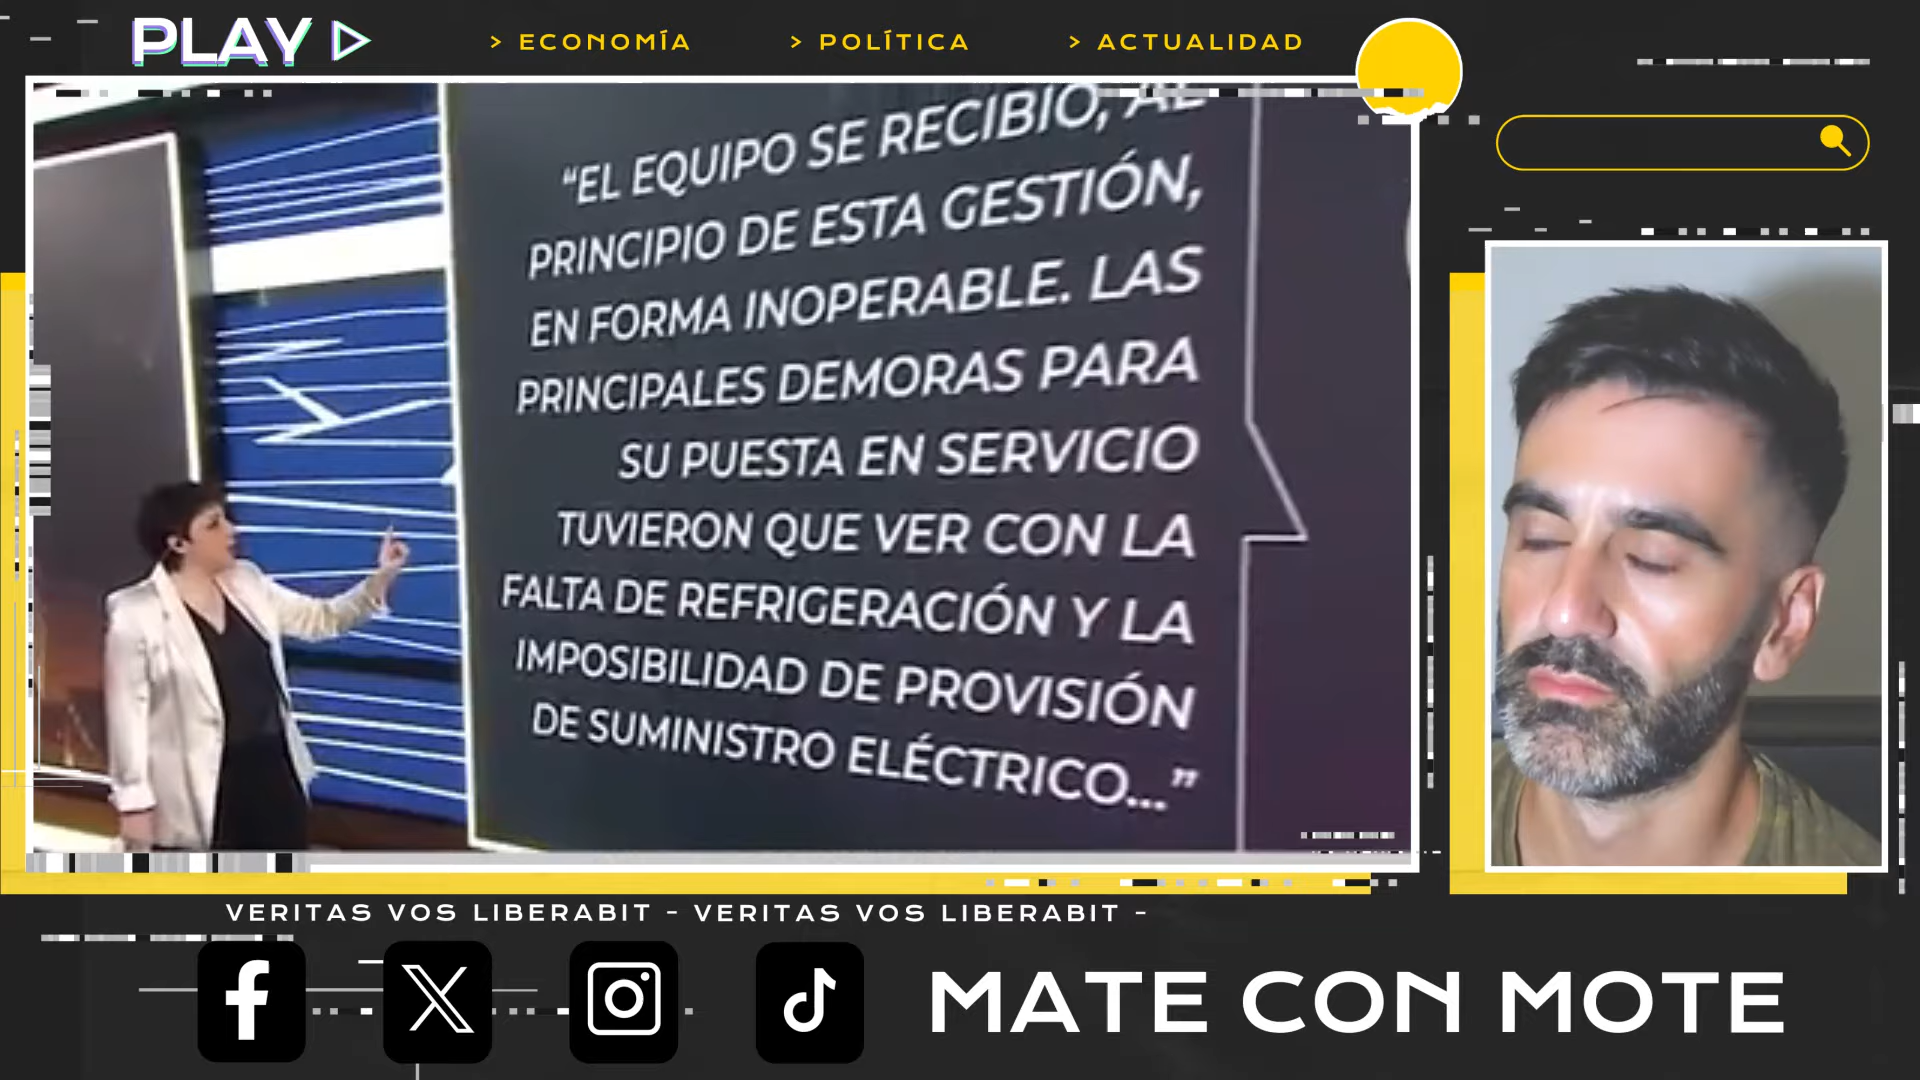 PLAY
> ECONOMÍA
> POLÍTICA
> ACTUALIDAD
“EL EQUIPO SE RECIBIÓ, AL
PRINCIPIO DE ESTA GESTIÓN,
EN FORMA INOPERABLE. LAS
PRINCIPALES DEMORAS PARA
SU PUESTA EN SERVICIO
TUVIERON QUE VER CON LA
FALTA DE REFRIGERACIÓN Y LA
IMPOSIBILIDAD DE PROVISIÓN
DE SUMINISTRO ELÉCTRICO...”
VERITAS VOS LIBERABIT - VERITAS VOS LIBERABIT -
MATE CON MOTE